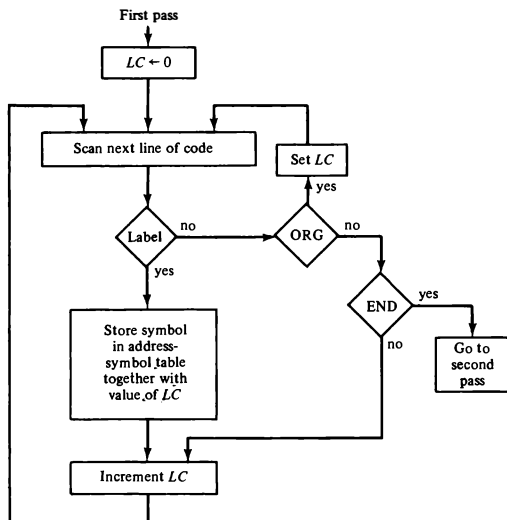 First pass
LC ← 0
Scan next line of code
Set LC
yes
Label
no
ORG
no
yes
END
yes
no
Store symbol
in address-
symbol table
together with
value of LC
Go to
second
pass
Increment LC